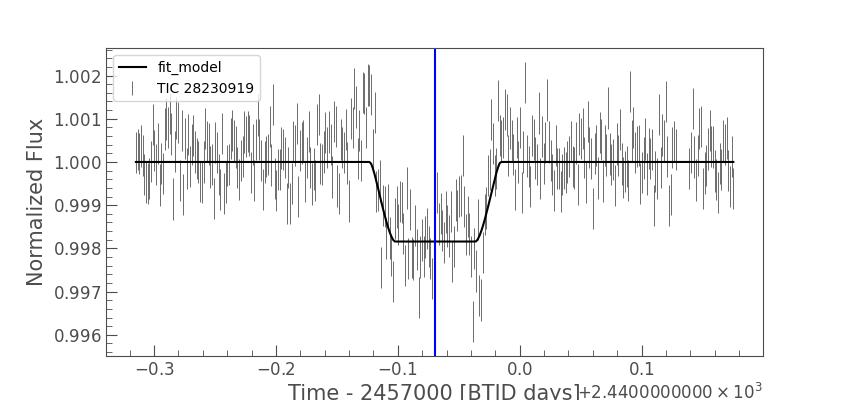 fit_model
TIC 28230919
Normalized Flux
1.002
1.001
1.000
0.999
0.998
0.997
0.996
−0.3 −0.2 −0.1 0.0 0.1
Time - 2457000 [BTJD days]
+2.4400000000 × 10³